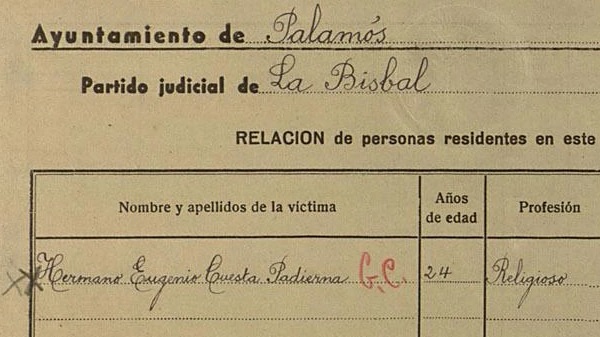 Ayuntamiento de Palamós
Partido judicial de La Bisbal
RELACION de personas residentes en este
Nombre y apellidos de la víctima
Años de edad
Profesión
Hermano Eugenio Cuesta Padierna G.C. 24 Religioso